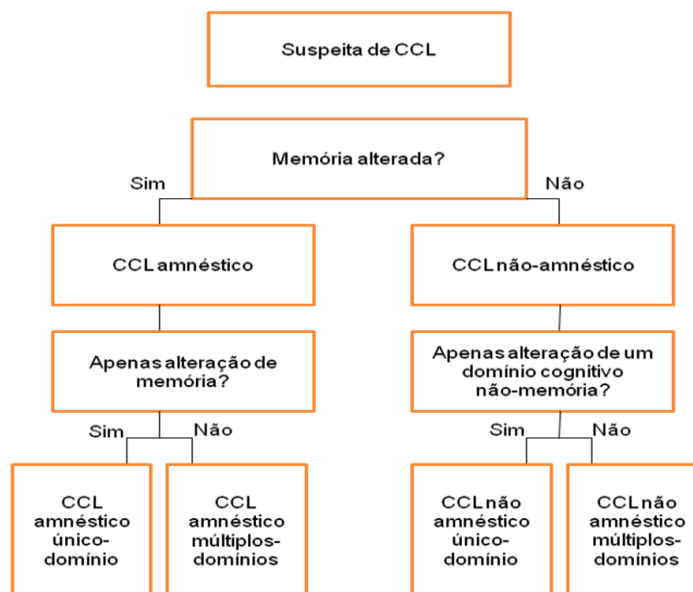 Suspeita de CCL
Memória alterada?
Sim
Não
CCL amnéstico
CCL não-amnéstico
Apenas alteração de
memória?
Apenas alteração de um
domínio cognitivo
não-memória?
Sim
Não
Sim
Não
CCL
amnéstico
único-
domínio
CCL
amnéstico
múltiplos-
domínios
CCL não
amnéstico
único-
domínio
CCL não
amnéstico
múltiplos-
domínios